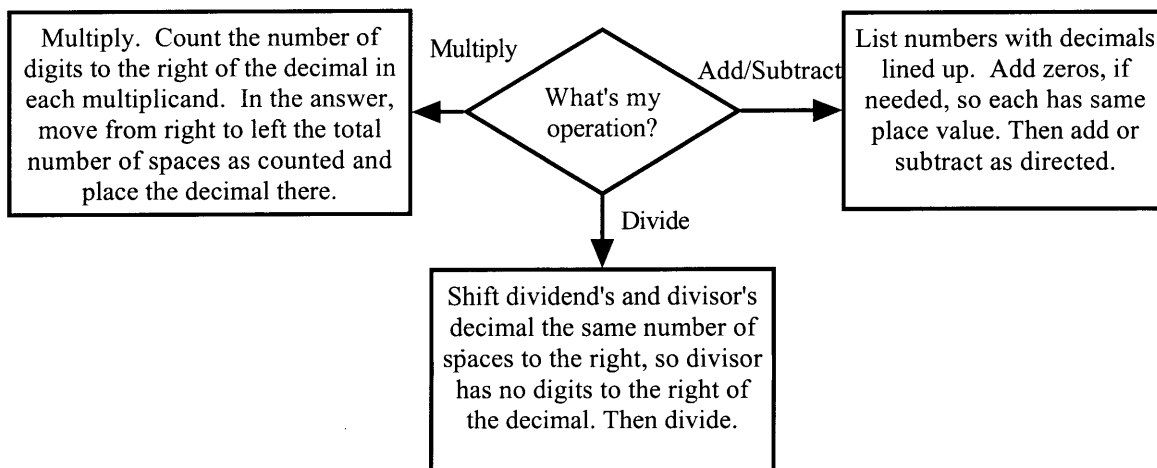 Multiply. Count the number of
digits to the right of the decimal in
each multiplicand. In the answer,
move from right to left the total
number of spaces as counted and
place the decimal there.
Multiply
What's my
operation?
Add/Subtract
List numbers with decimals
lined up. Add zeros, if
needed, so each has same
place value. Then add or
subtract as directed.
Divide
Shift dividend's and divisor's
decimal the same number of
spaces to the right, so divisor
has no digits to the right of
the decimal. Then divide.